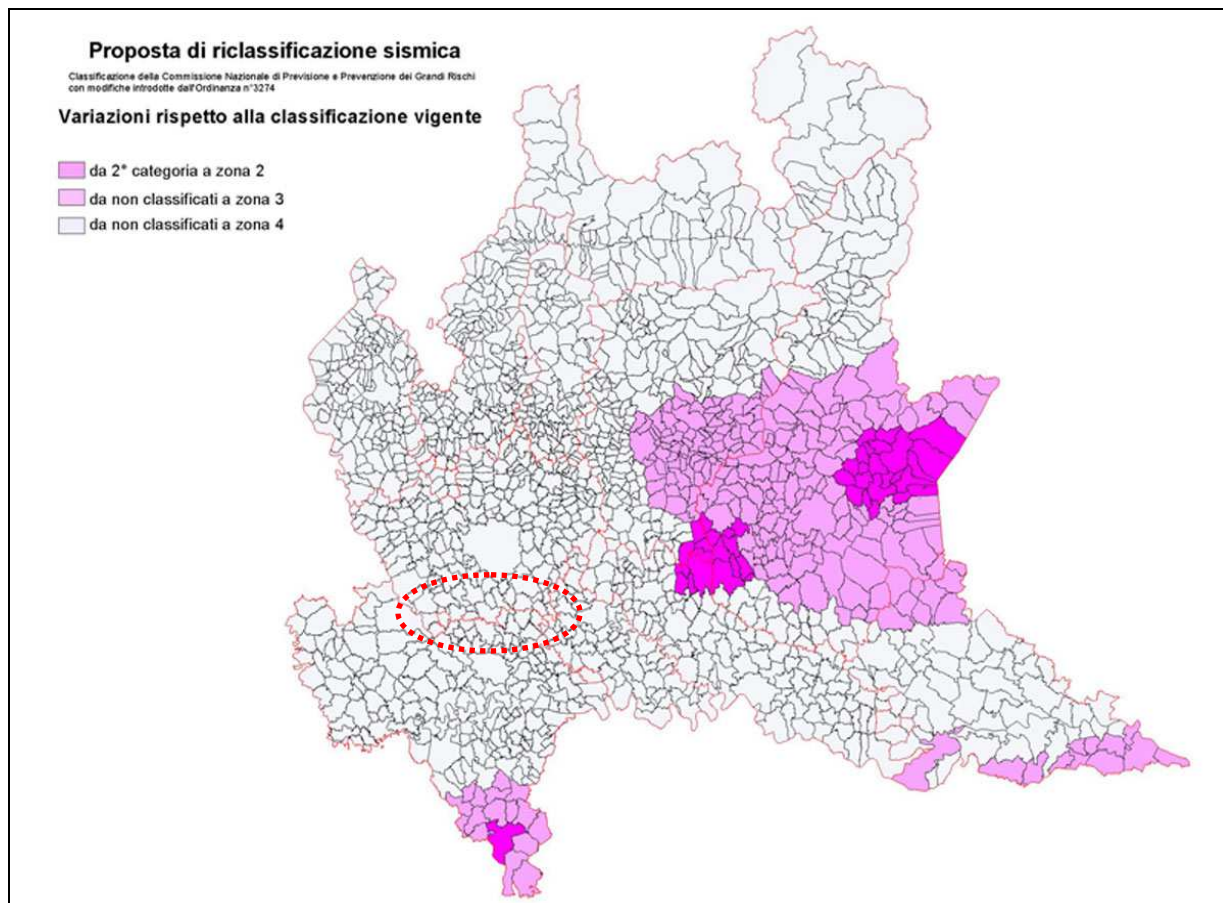 Proposta di riclassificazione sismica
Classificazione della Commissione Nazionale di Previsione e Prevenzione dei Grandi Rischi
con modifiche introdotte dall'Ordinanza n°3274
Variazioni rispetto alla classificazione vigente
da 2° categoria a zona 2
da non classificati a zona 3
da non classificati a zona 4